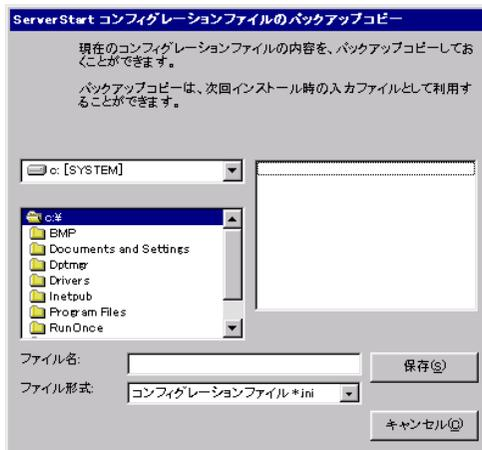 ServerStart コンフィグレーションファイルのバックアップコピー
現在のコンフィグレーションファイルの内容を、バックアップコピーしてお
くことができます。
バックアップコピーは、次回インストール時の入力ファイルとして利用す
ることができます。
c: [SYSTEM]
c:¥
BMP
Documents and Settings
Dptmgr
Drivers
Inetpub
Program Files
RunOnce
ファイル名:
保存(S)
ファイル形式:
コンフィグレーションファイル *.ini
キャンセル(C)